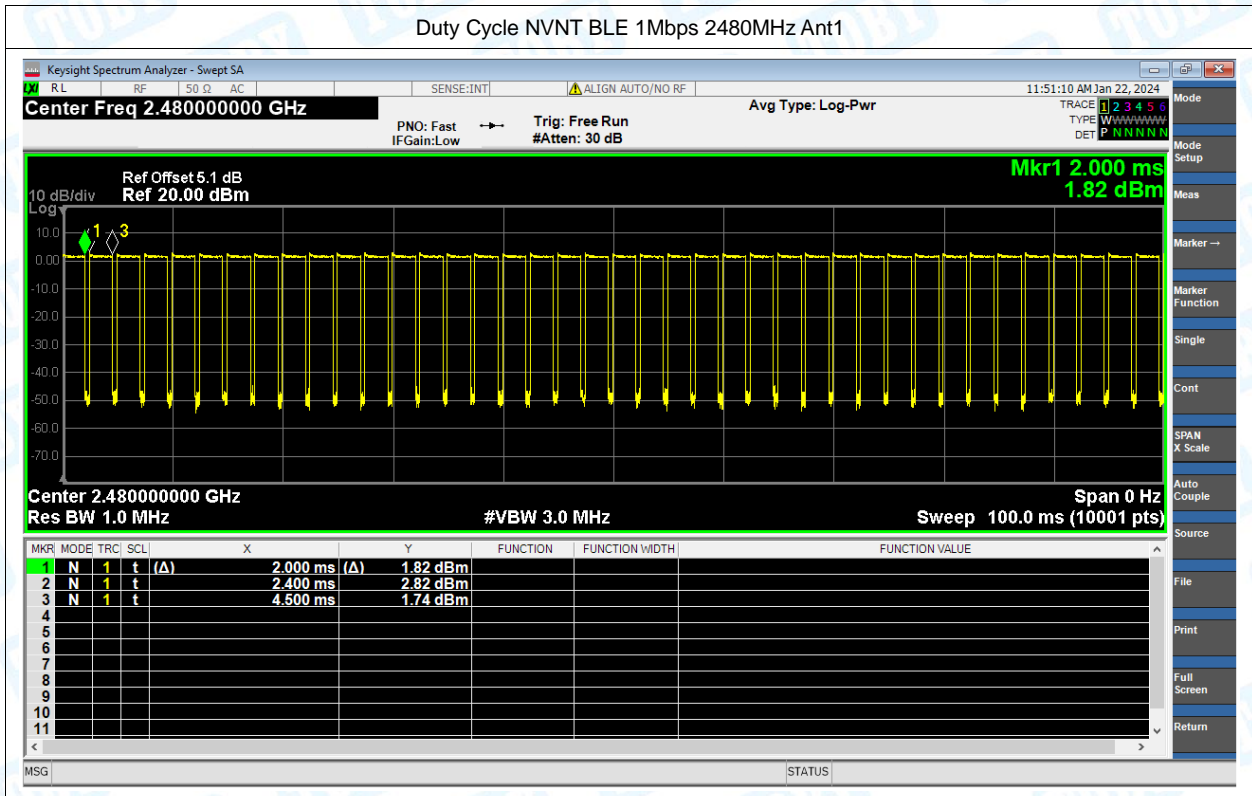 Duty Cycle NVNT BLE 1Mbps 2480MHz Ant1
Keysight Spectrum Analyzer - Swept SA
LXI RL RF 50 Ω AC SENSE:INT ALIGN AUTO/NO RF 11:51:10 AM Jan 22, 2024
Center Freq 2.480000000 GHz
PNO: Fast
IFGain:Low
Trig: Free Run
#Atten: 30 dB
Avg Type: Log-Pwr
TRACE 1 2 3 4 5 6
TYPE WWWWWW
DET P N N N N N
Ref Offset 5.1 dB
10 dB/div Ref 20.00 dBm
Log
Mkr1 2.000 ms
1.82 dBm
10.0
0.00
-10.0
-20.0
-30.0
-40.0
-50.0
-60.0
-70.0
1 3
Center 2.480000000 GHz Span 0 Hz
Res BW 1.0 MHz #VBW 3.0 MHz Sweep 100.0 ms (10001 pts)
MKR MODE TRC SCL X Y FUNCTION FUNCTION WIDTH FUNCTION VALUE
1 N 1 t (Δ) 2.000 ms (Δ) 1.82 dBm
2 N 1 t 2.400 ms 2.82 dBm
3 N 1 t 4.500 ms 1.74 dBm
4
5
6
7
8
9
10
11
MSG STATUS
Mode
Mode
Setup
Meas
Marker →
Marker
Function
Single
Cont
SPAN
X Scale
Auto
Couple
Source
File
Print
Full
Screen
Return
TOBY